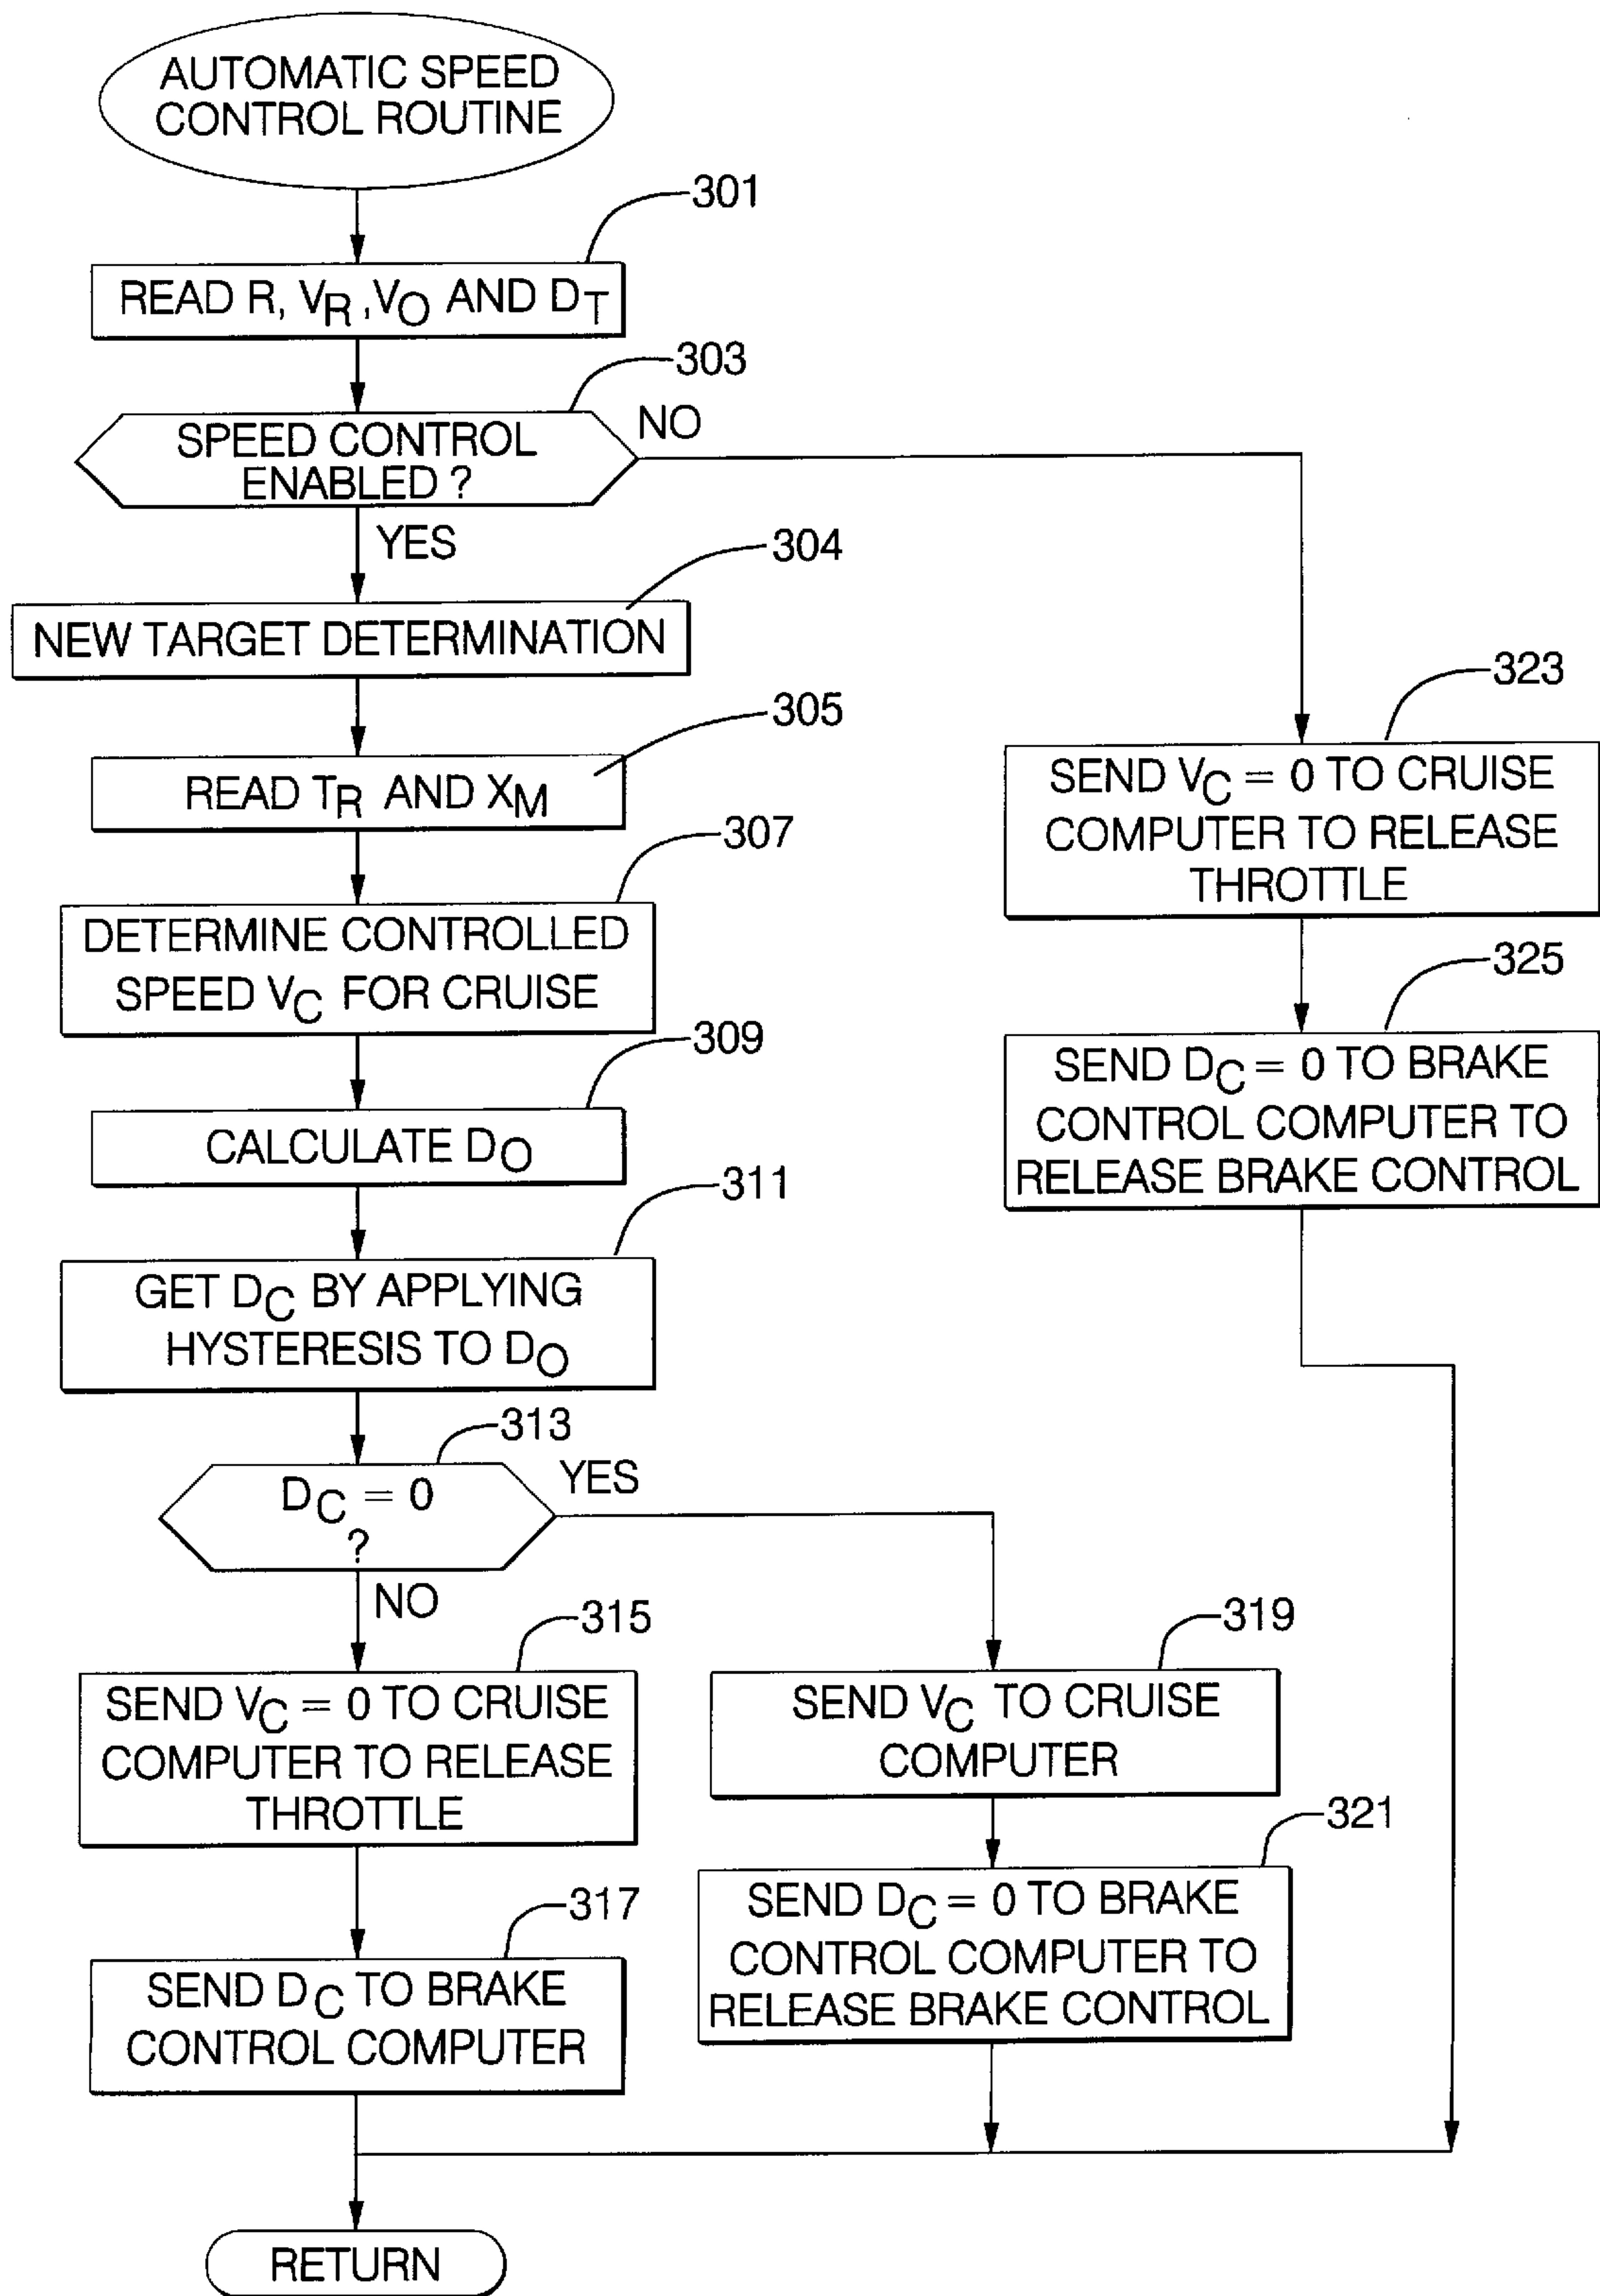 AUTOMATIC SPEED
CONTROL ROUTINE
301
READ R, VR, VO AND DT
303
SPEED CONTROL
ENABLED ?
NO
YES
304
NEW TARGET DETERMINATION
305
READ TR AND XM
307
DETERMINE CONTROLLED
SPEED VC FOR CRUISE
309
CALCULATE DO
311
GET DC BY APPLYING
HYSTERESIS TO DO
313
DC = 0
?
YES
NO
315
SEND VC = 0 TO CRUISE
COMPUTER TO RELEASE
THROTTLE
317
SEND DC TO BRAKE
CONTROL COMPUTER
319
SEND VC TO CRUISE
COMPUTER
321
SEND DC = 0 TO BRAKE
CONTROL COMPUTER TO
RELEASE BRAKE CONTROL
323
SEND VC = 0 TO CRUISE
COMPUTER TO RELEASE
THROTTLE
325
SEND DC = 0 TO BRAKE
CONTROL COMPUTER TO
RELEASE BRAKE CONTROL
RETURN